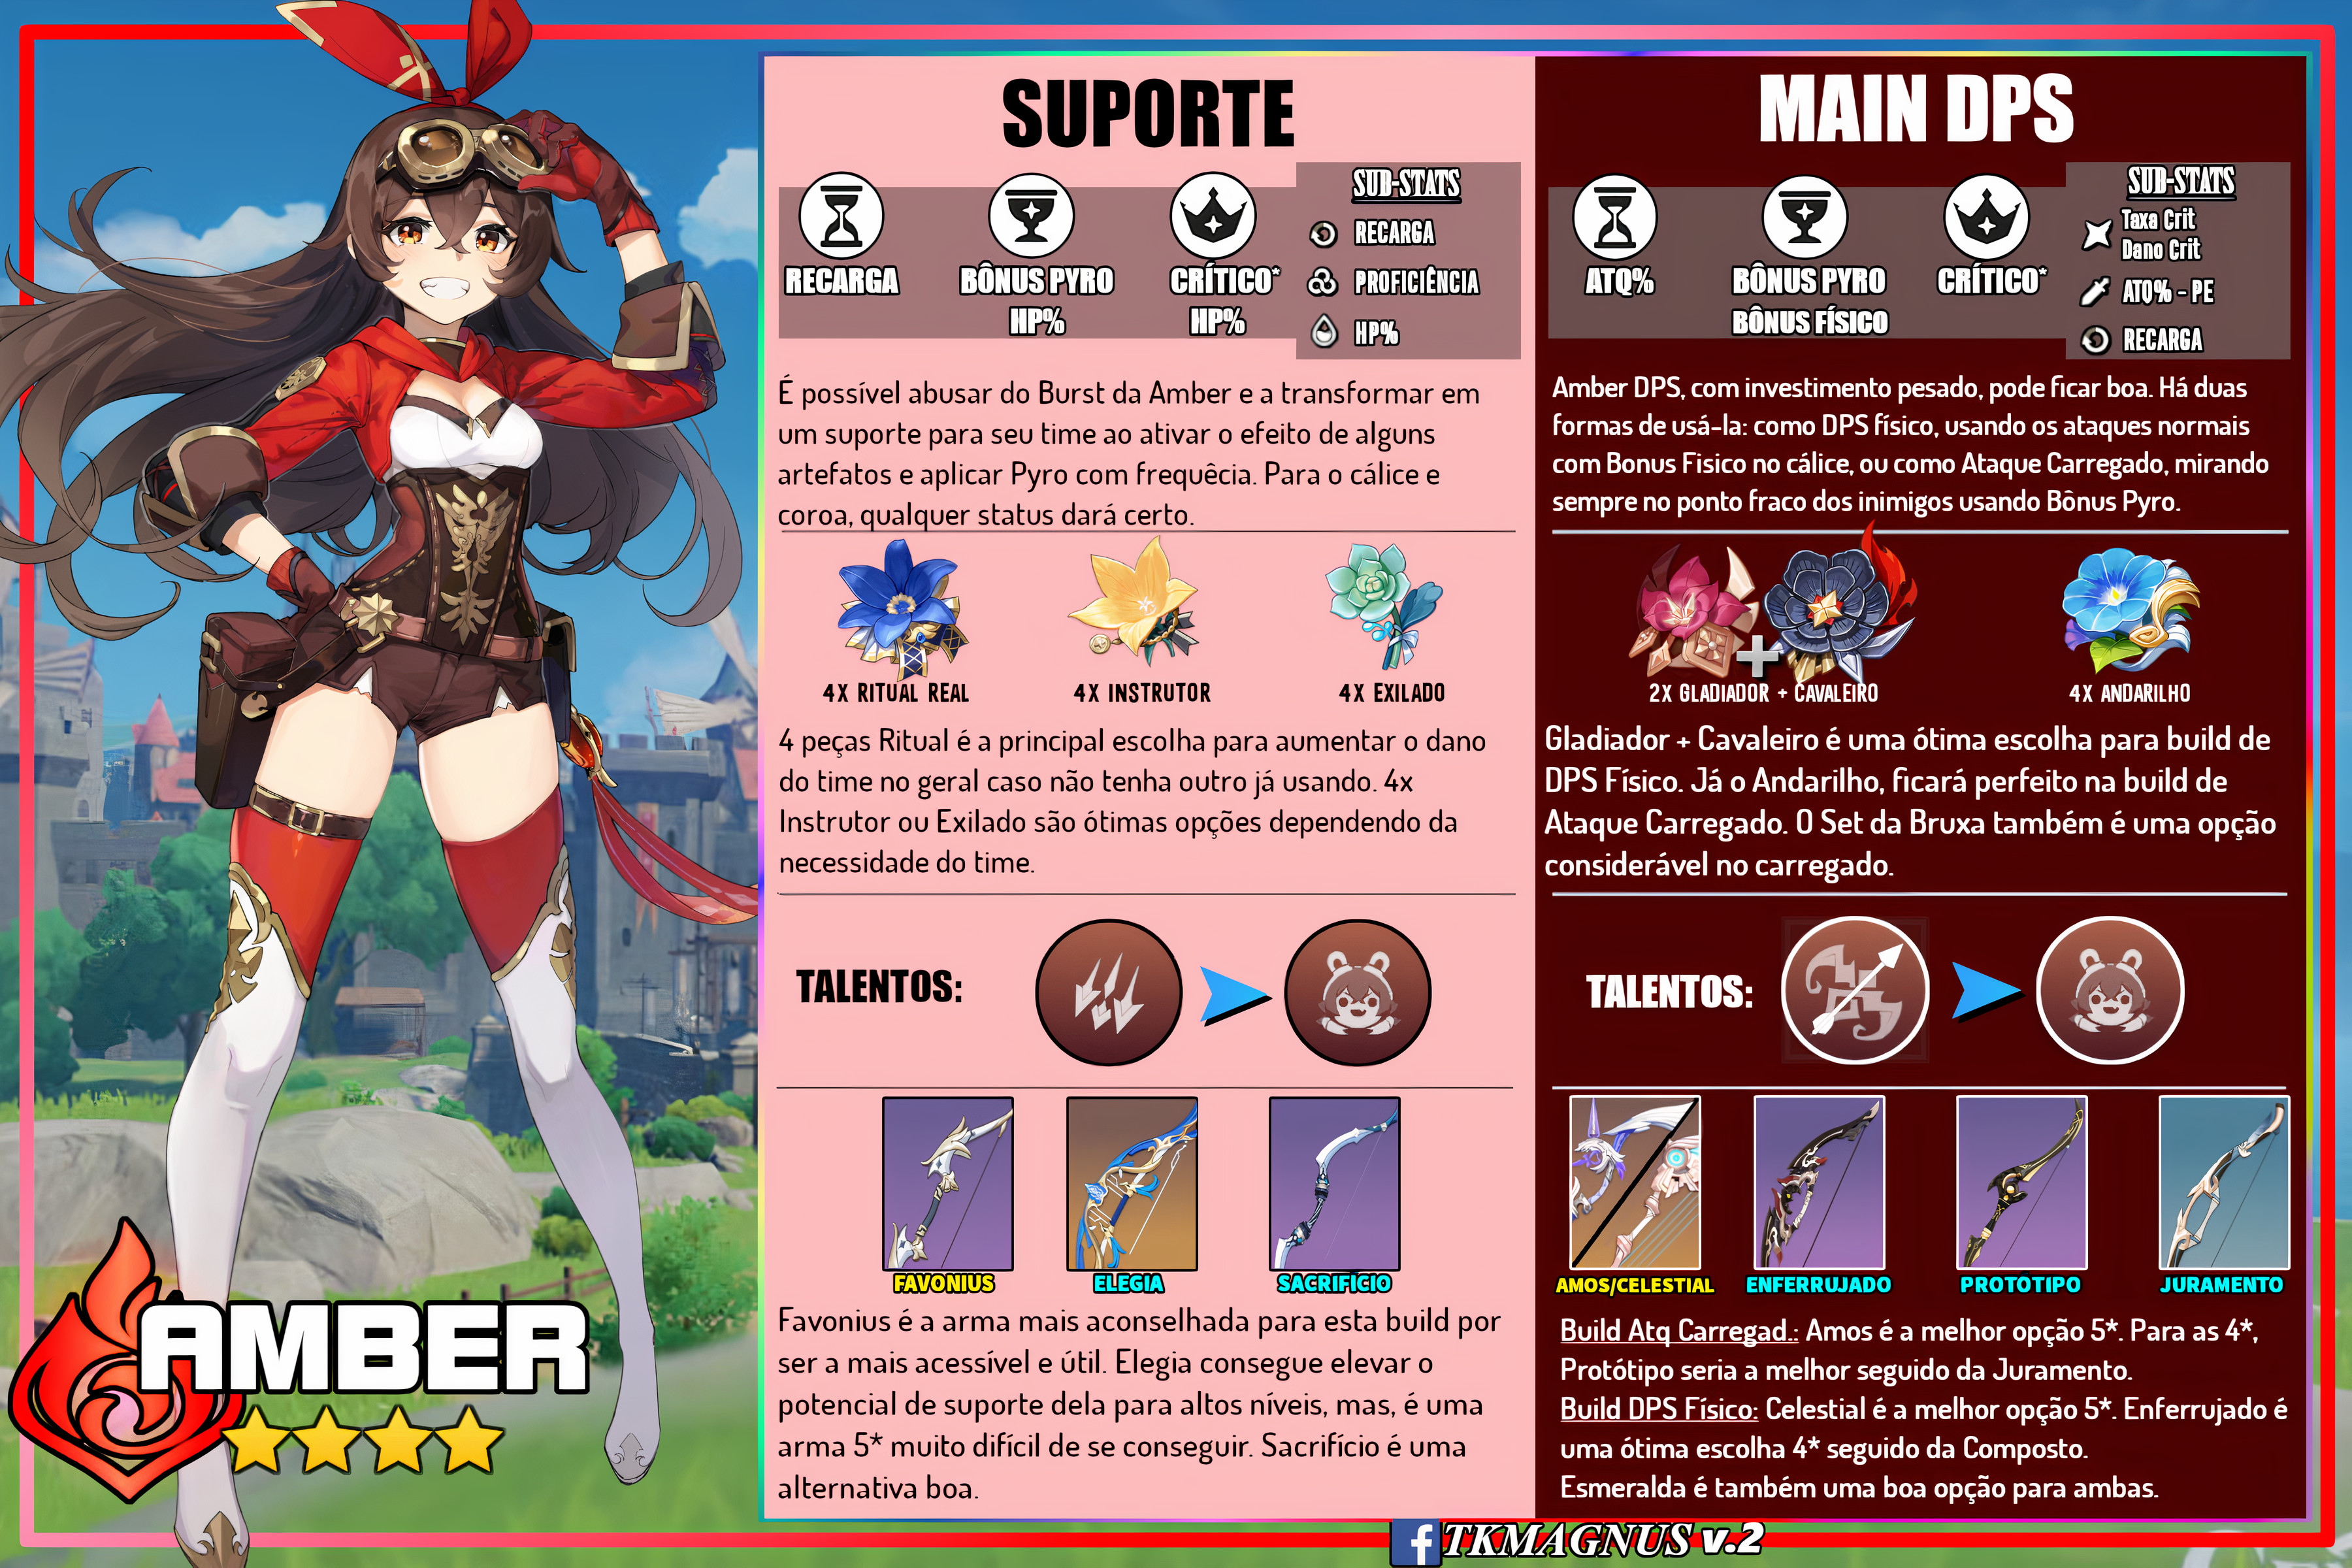 SUPORTE
RECARGA
BÔNUS PYRO
HP%
CRÍTICO*
HP%
SUB-STATS
RECARGA
PROFICIÊNCIA
HP%
É possível abusar do Burst da Amber e a transformar em
um suporte para seu time ao ativar o efeito de alguns
artefatos e aplicar Pyro com frequêcia. Para o cálice e
coroa, qualquer status dará certo.
4X RITUAL REAL
4X INSTRUTOR
4X EXILADO
4 peças Ritual é a principal escolha para aumentar o dano
do time no geral caso não tenha outro já usando. 4x
Instrutor ou Exilado são ótimas opções dependendo da
necessidade do time.
TALENTOS:
FAVONIUS
ELEGIA
SACRIFÍCIO
Favonius é a arma mais aconselhada para esta build por
ser a mais acessível e útil. Elegia consegue elevar o
potencial de suporte dela para altos níveis, mas, é uma
arma 5* muito difícil de se conseguir. Sacrifício é uma
alternativa boa.
MAIN DPS
ATQ%
BÔNUS PYRO
BÔNUS FÍSICO
CRÍTICO*
SUB-STATS
Taxa Crit
Dano Crit
ATQ% - PE
RECARGA
Amber DPS, com investimento pesado, pode ficar boa. Há duas
formas de usá-la: como DPS físico, usando os ataques normais
com Bonus Fisico no cálice, ou como Ataque Carregado, mirando
sempre no ponto fraco dos inimigos usando Bônus Pyro.
2X GLADIADOR + CAVALEIRO
4X ANDARILHO
Gladiador + Cavaleiro é uma ótima escolha para build de
DPS Físico. Já o Andarilho, ficará perfeito na build de
Ataque Carregado. O Set da Bruxa também é uma opção
considerável no carregado.
TALENTOS:
AMOS/CELESTIAL
ENFERRUJADO
PROTÓTIPO
JURAMENTO
Build Atq Carregad.: Amos é a melhor opção 5*. Para as 4*,
Protótipo seria a melhor seguido da Juramento.
Build DPS Físico: Celestial é a melhor opção 5*. Enferrujado é
uma ótima escolha 4* seguido da Composto.
Esmeralda é também uma boa opção para ambas.
AMBER
f TKMAGNUS v.2